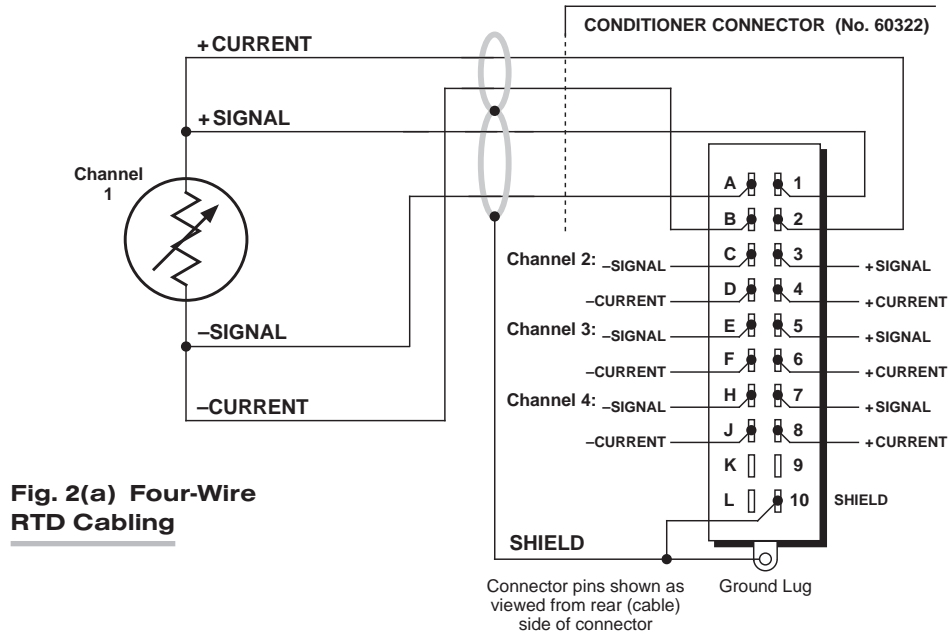 CONDITIONER CONNECTOR (No. 60322)
+CURRENT
+SIGNAL
Channel
1
–SIGNAL
–CURRENT
A 1
B 2
Channel 2: –SIGNAL C 3 +SIGNAL
–CURRENT D 4 +CURRENT
Channel 3: –SIGNAL E 5 +SIGNAL
–CURRENT F 6 +CURRENT
Channel 4: –SIGNAL H 7 +SIGNAL
–CURRENT J 8 +CURRENT
K 9
L 10 SHIELD
Fig. 2(a) Four-Wire
RTD Cabling
SHIELD
Connector pins shown as
viewed from rear (cable)
side of connector
Ground Lug